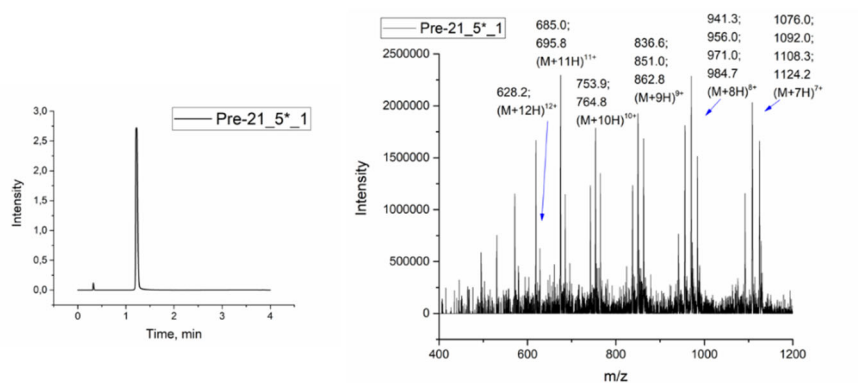 Pre-21_5*_1
3,0
2,5
2,0
1,5
1,0
0,5
0,0
Intensity
0 1 2 3 4
Time, min
Pre-21_5*_1
685.0;
695.8
(M+11H)11+
628.2;
(M+12H)12+
753.9;
764.8
(M+10H)10+
836.6;
851.0;
862.8
(M+9H)9+
941.3;
956.0;
971.0;
984.7
(M+8H)8+
1076.0;
1092.0;
1108.3;
1124.2
(M+7H)7+
2500000
2000000
1500000
1000000
500000
0
Intensity
400 600 800 1000 1200
m/z